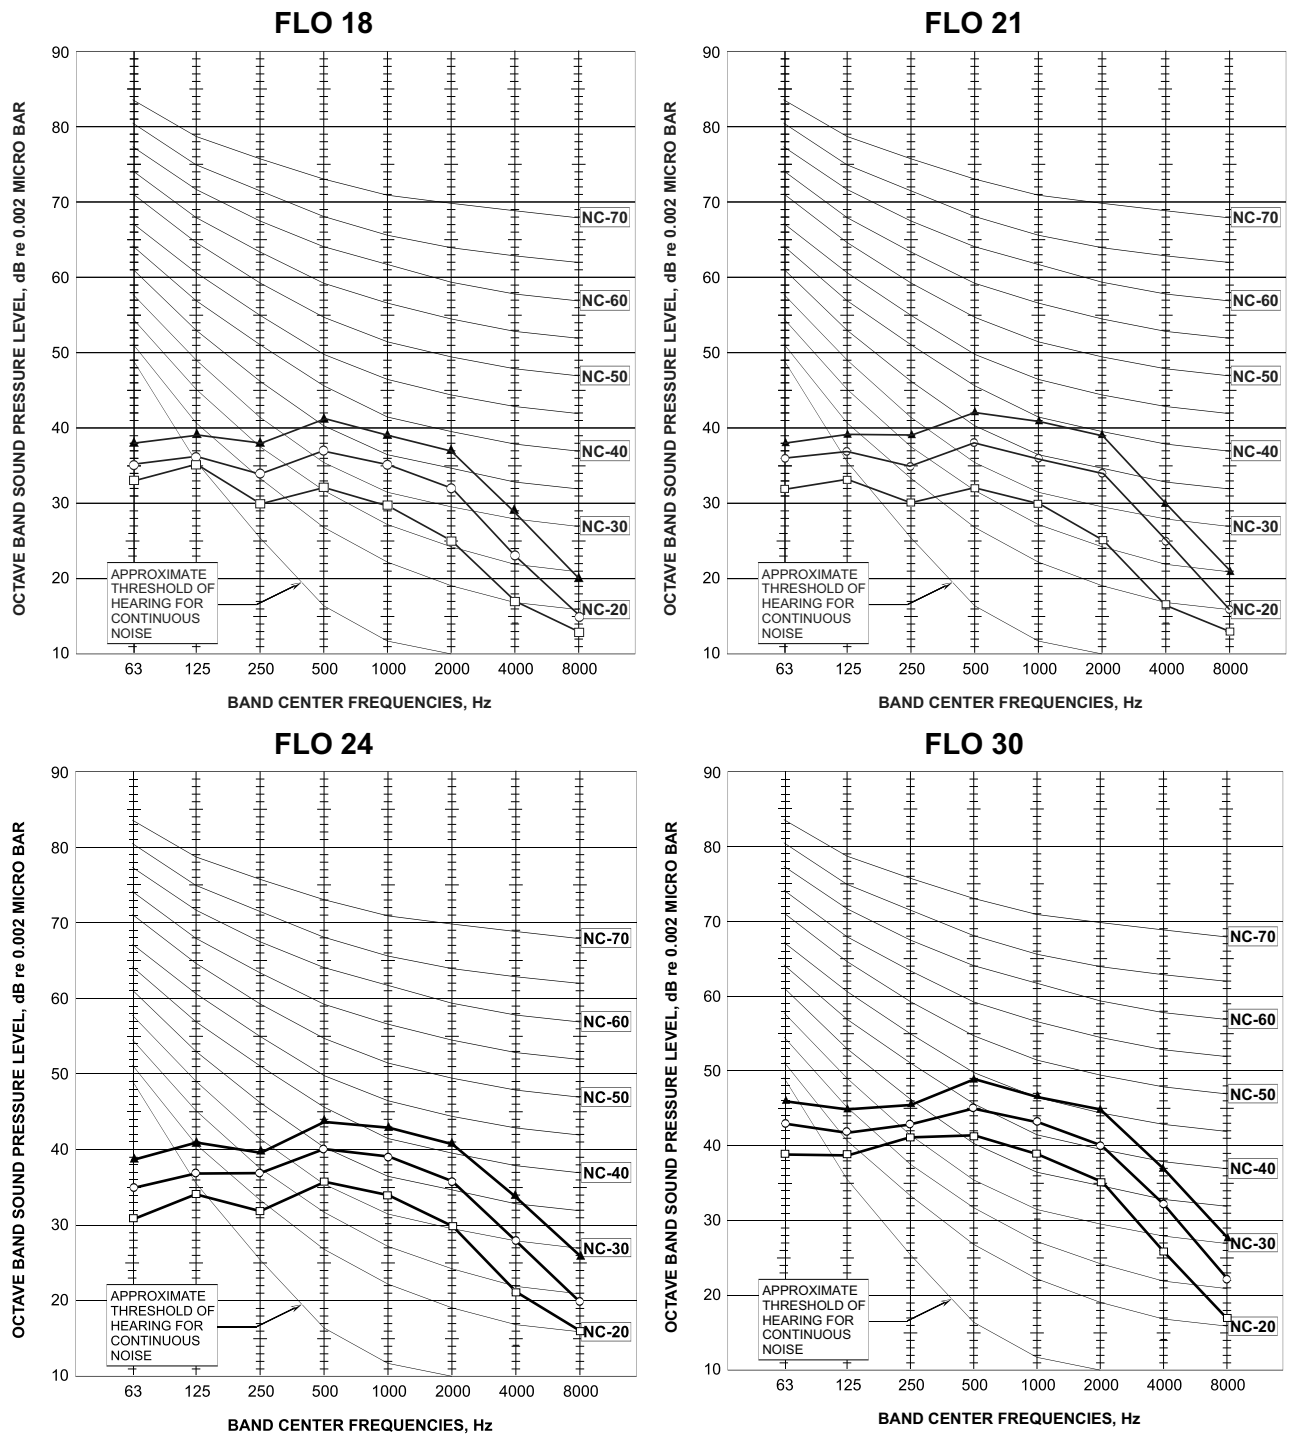 FLO 18
OCTAVE BAND SOUND PRESSURE LEVEL, dB re 0.002 MICRO BAR
90
80
70
60
50
40
30
20
10
NC-70
NC-60
NC-50
NC-40
NC-30
NC-20
APPROXIMATE
THRESHOLD OF
HEARING FOR
CONTINUOUS
NOISE
63 125 250 500 1000 2000 4000 8000
BAND CENTER FREQUENCIES, Hz
FLO 21
OCTAVE BAND SOUND PRESSURE LEVEL, dB re 0.002 MICRO BAR
90
80
70
60
50
40
30
20
10
NC-70
NC-60
NC-50
NC-40
NC-30
NC-20
APPROXIMATE
THRESHOLD OF
HEARING FOR
CONTINUOUS
NOISE
63 125 250 500 1000 2000 4000 8000
BAND CENTER FREQUENCIES, Hz
FLO 24
OCTAVE BAND SOUND PRESSURE LEVEL, dB re 0.002 MICRO BAR
90
80
70
60
50
40
30
20
10
NC-70
NC-60
NC-50
NC-40
NC-30
NC-20
APPROXIMATE
THRESHOLD OF
HEARING FOR
CONTINUOUS
NOISE
63 125 250 500 1000 2000 4000 8000
BAND CENTER FREQUENCIES, Hz
FLO 30
OCTAVE BAND SOUND PRESSURE LEVEL, dB re 0.002 MICRO BAR
90
80
70
60
50
40
30
20
10
NC-70
NC-60
NC-50
NC-40
NC-30
NC-20
APPROXIMATE
THRESHOLD OF
HEARING FOR
CONTINUOUS
NOISE
63 125 250 500 1000 2000 4000 8000
BAND CENTER FREQUENCIES, Hz